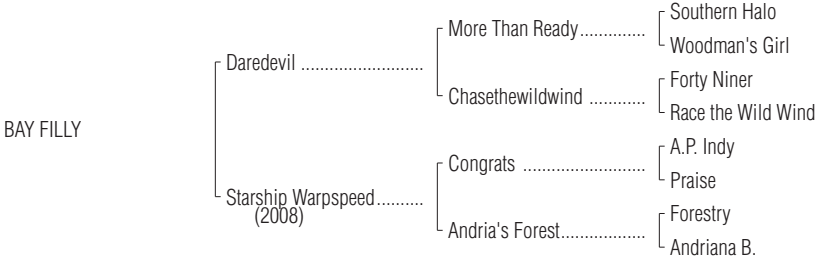 Southern Halo
More Than Ready..............
Woodman's Girl
Daredevil ..........................
Forty Niner
Chasethewildwind ............
Race the Wild Wind
BAY FILLY
A.P. Indy
Congrats ..........................
Praise
Starship Warpspeed..........
(2008)
Forestry
Andria's Forest..................
Andriana B.